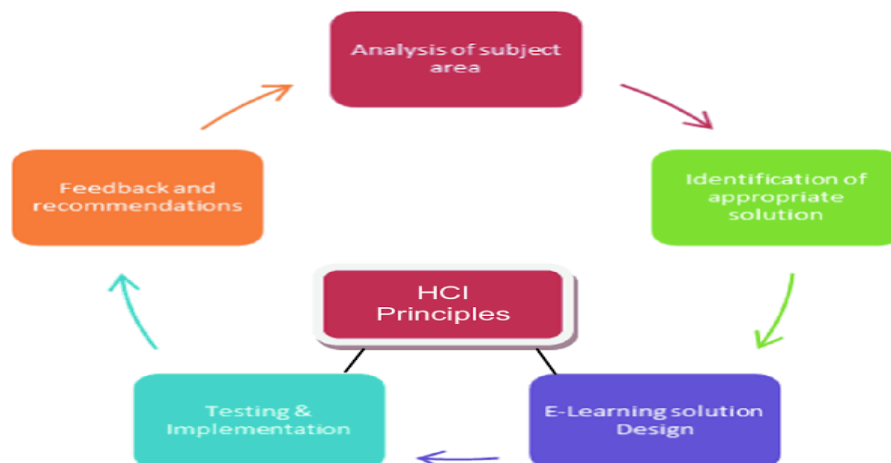 Analysis of subject
area
Identification of
appropriate
solution
E-Learning solution
Design
Testing &
Implementation
Feedback and
recommendations
HCI
Principles